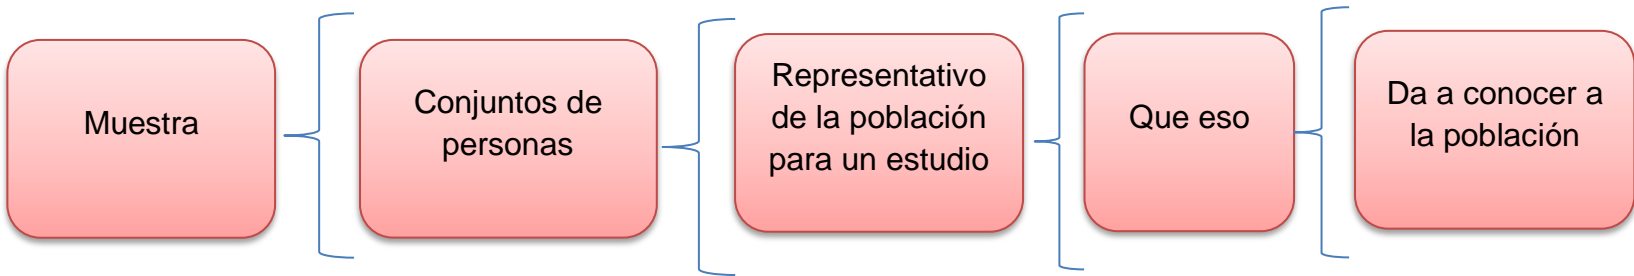 Muestra
Conjuntos de
personas
Representativo
de la población
para un estudio
Que eso
Da a conocer a
la población